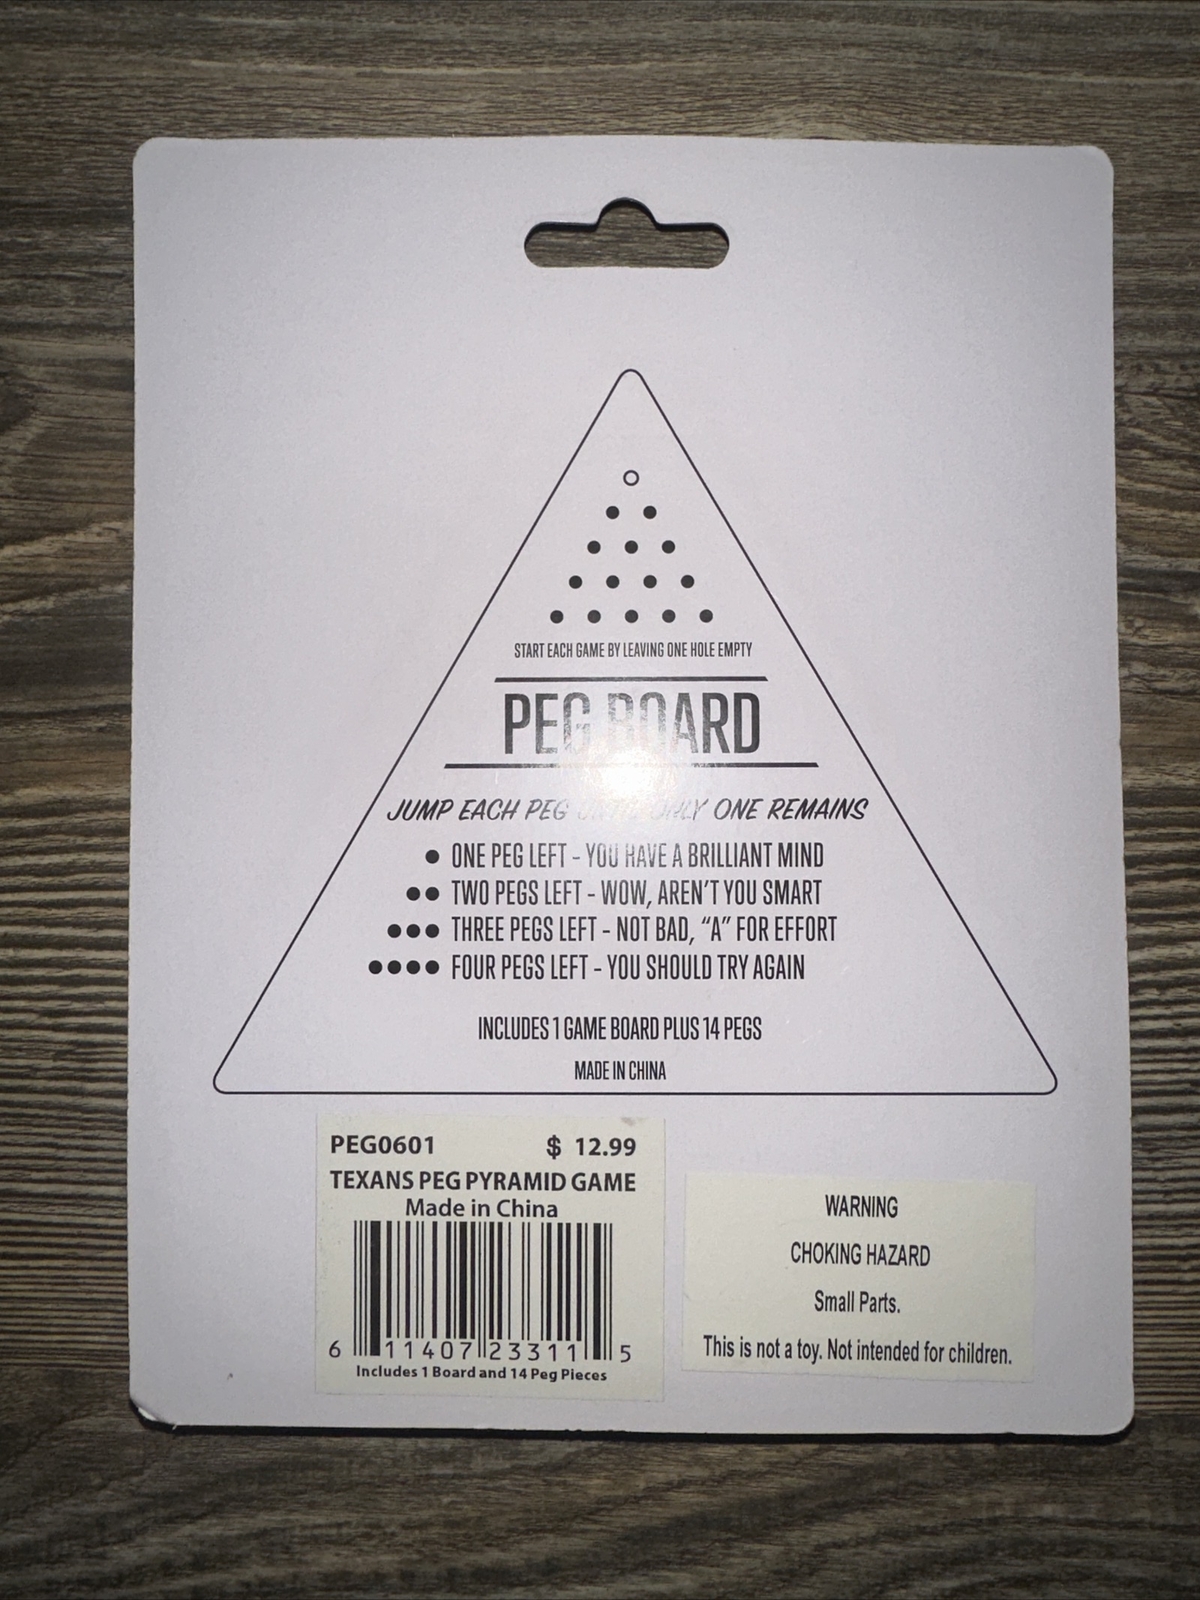 START EACH GAME BY LEAVING ONE HOLE EMPTY
PEG BOARD
JUMP EACH PEG UNTIL ONLY ONE REMAINS
ONE PEG LEFT - YOU HAVE A BRILLIANT MIND
TWO PEGS LEFT - WOW, AREN'T YOU SMART
THREE PEGS LEFT - NOT BAD, "A" FOR EFFORT
FOUR PEGS LEFT - YOU SHOULD TRY AGAIN
INCLUDES 1 GAME BOARD PLUS 14 PEGS
MADE IN CHINA
PEG0601 $ 12.99
TEXANS PEG PYRAMID GAME
Made in China
6 11407 23311 5
Includes 1 Board and 14 Peg Pieces
WARNING
CHOKING HAZARD
Small Parts.
This is not a toy. Not intended for children.